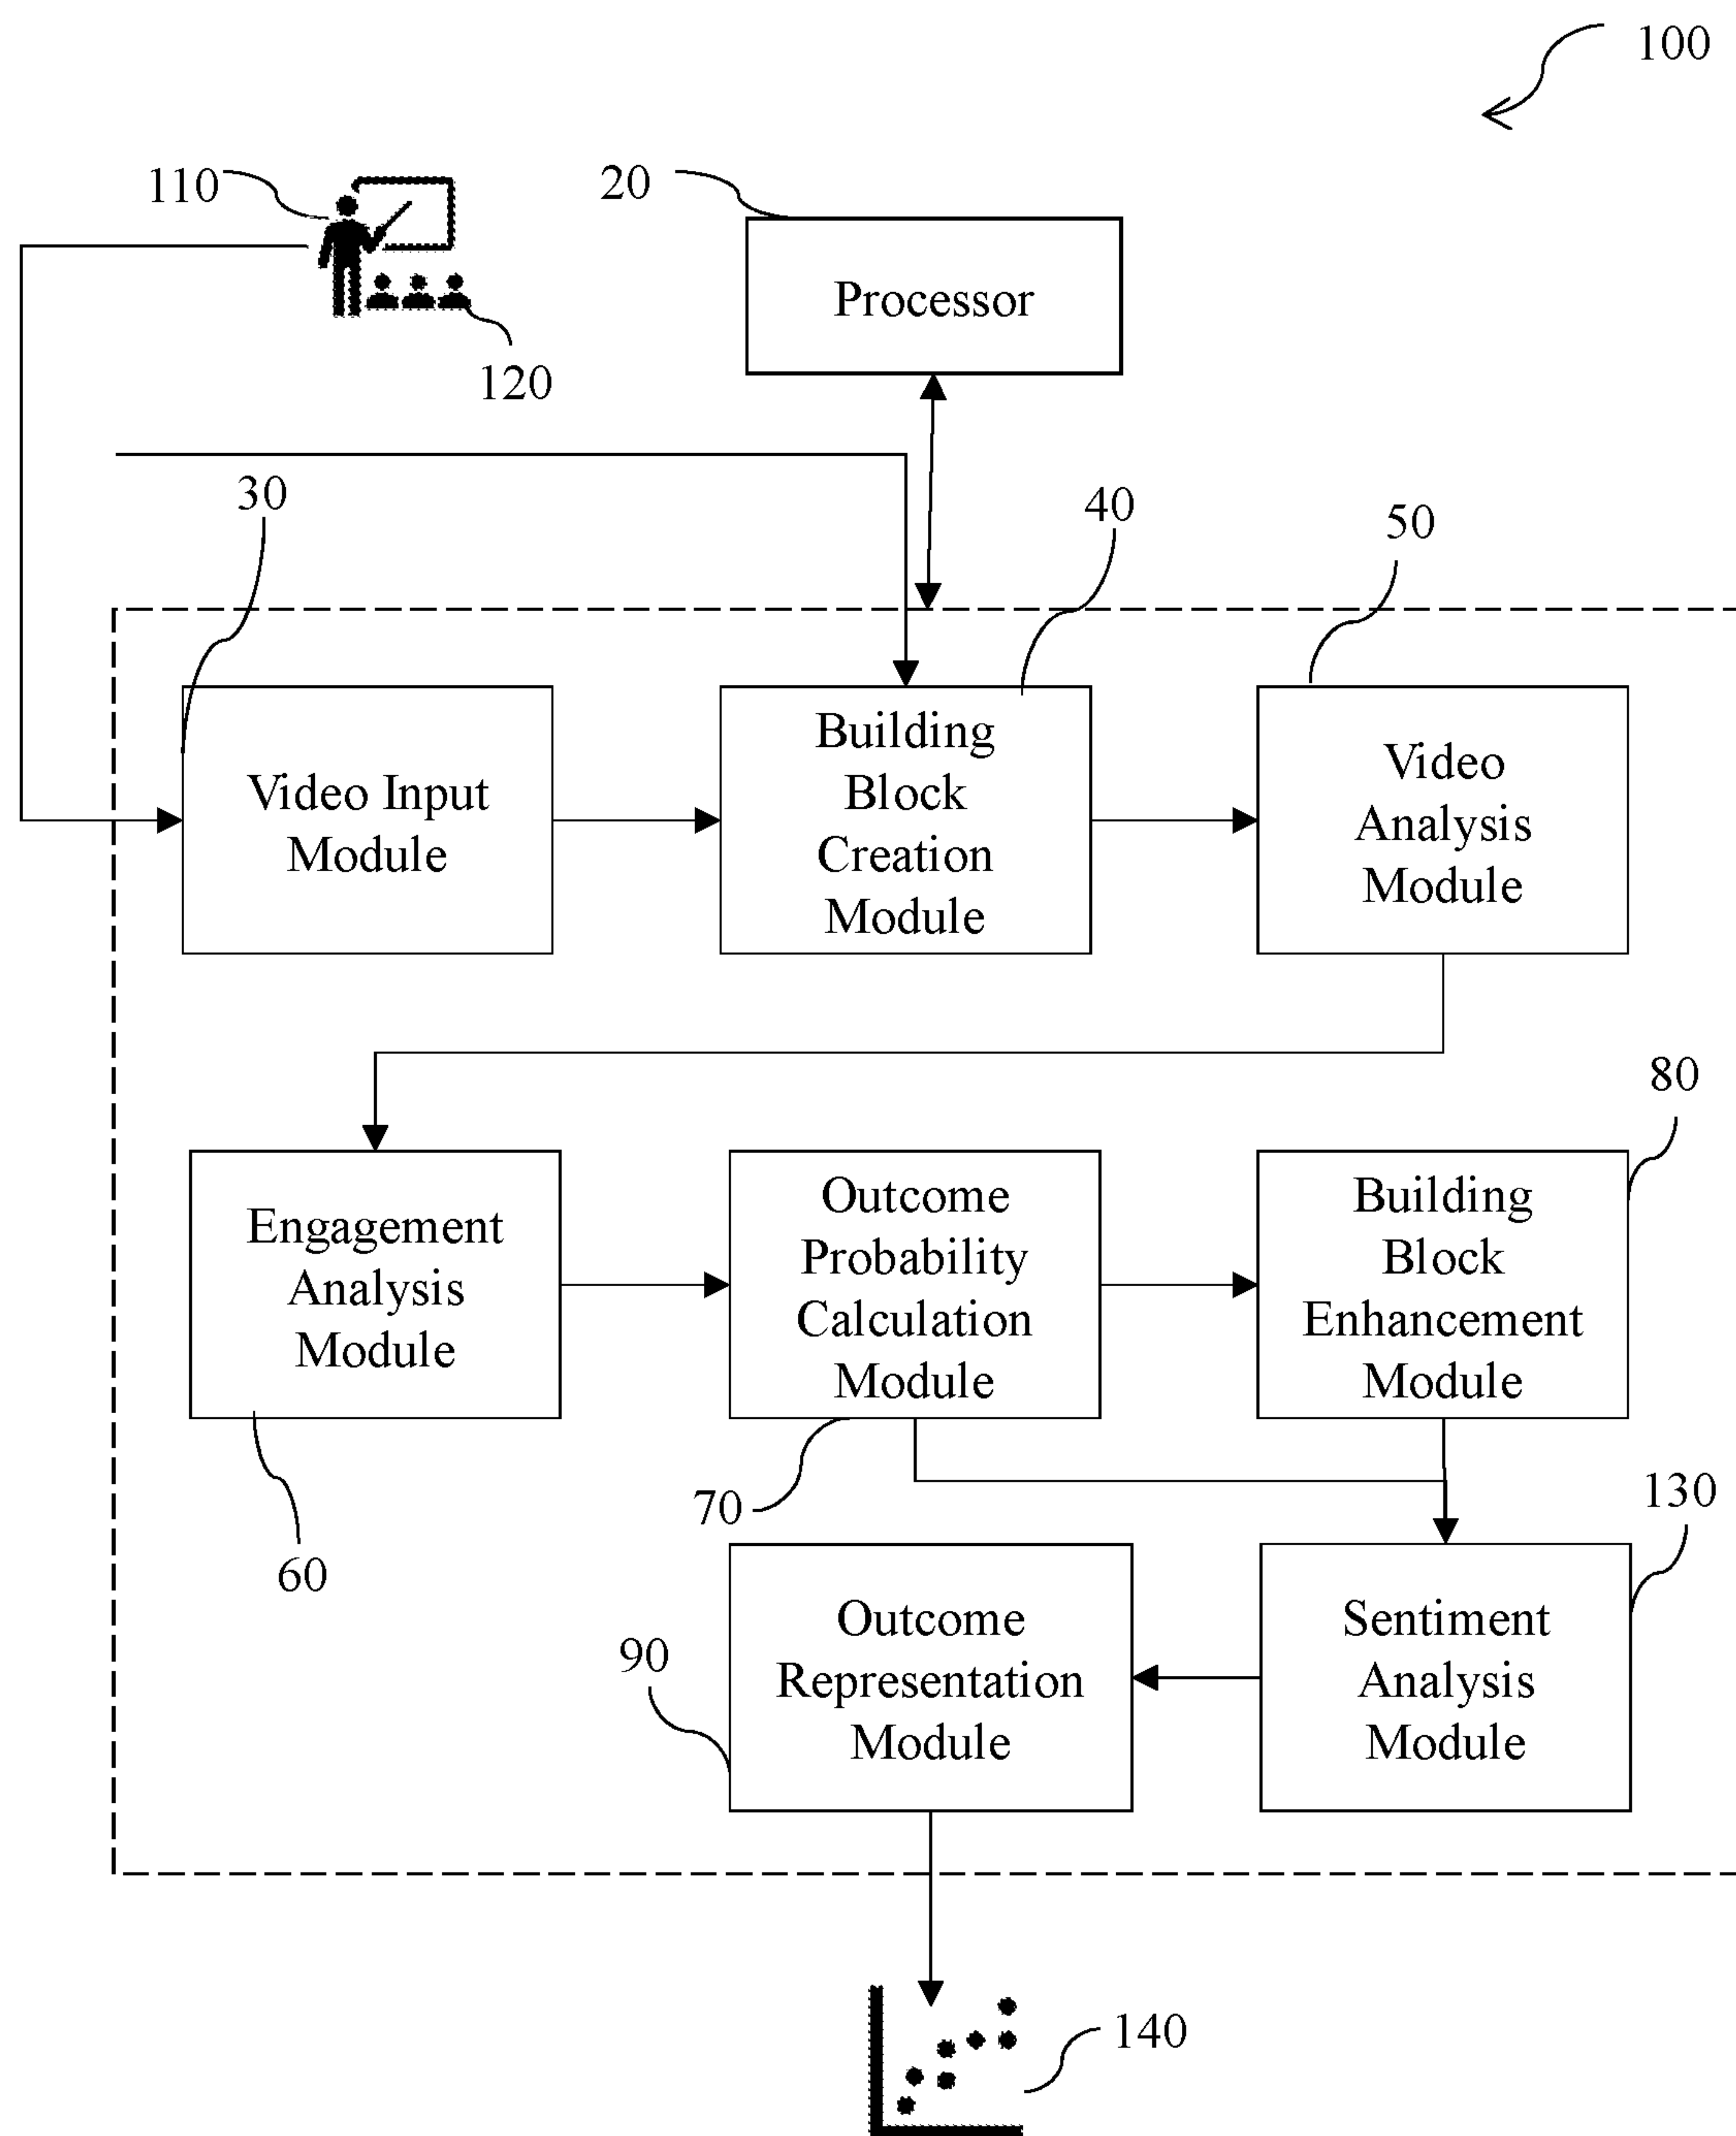 100
110
20
Processor
120
30
40
50
Video Input
Module
Building
Block
Creation
Module
Video
Analysis
Module
80
Engagement
Analysis
Module
Outcome
Probability
Calculation
Module
Building
Block
Enhancement
Module
60
70
130
90
Outcome
Representation
Module
Sentiment
Analysis
Module
140